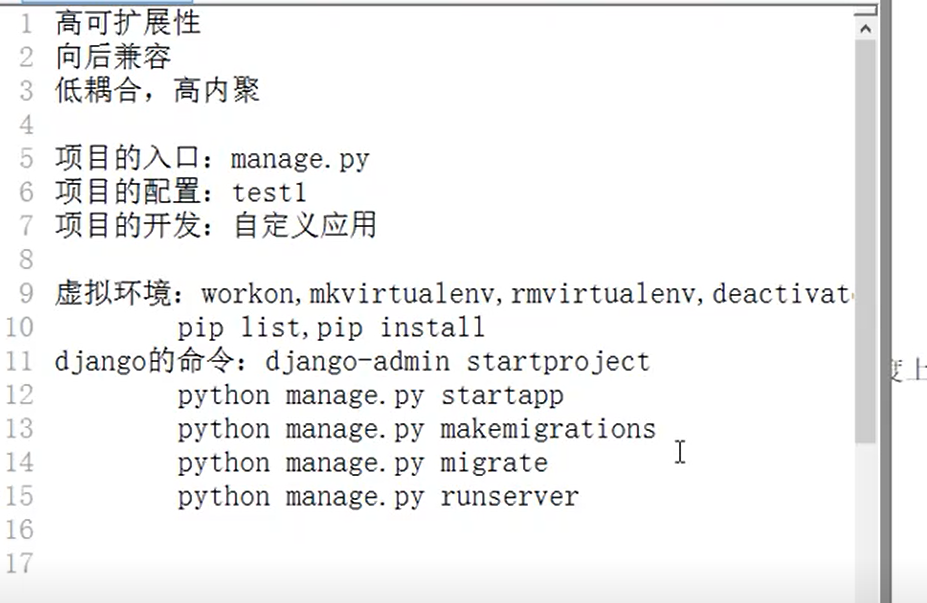 1 高可扩展性
2 向后兼容
3 低耦合，高内聚
4
5 项目的入口：manage.py
6 项目的配置：test1
7 项目的开发：自定义应用
8
9 虚拟环境：workon,mkvirtualenv,rmvirtualenv,deactivat
10 pip list,pip install
11 django的命令：django-admin startproject
度上
12 python manage.py startapp
13 python manage.py makemigrations
14 python manage.py migrate
15 python manage.py runserver
16
17